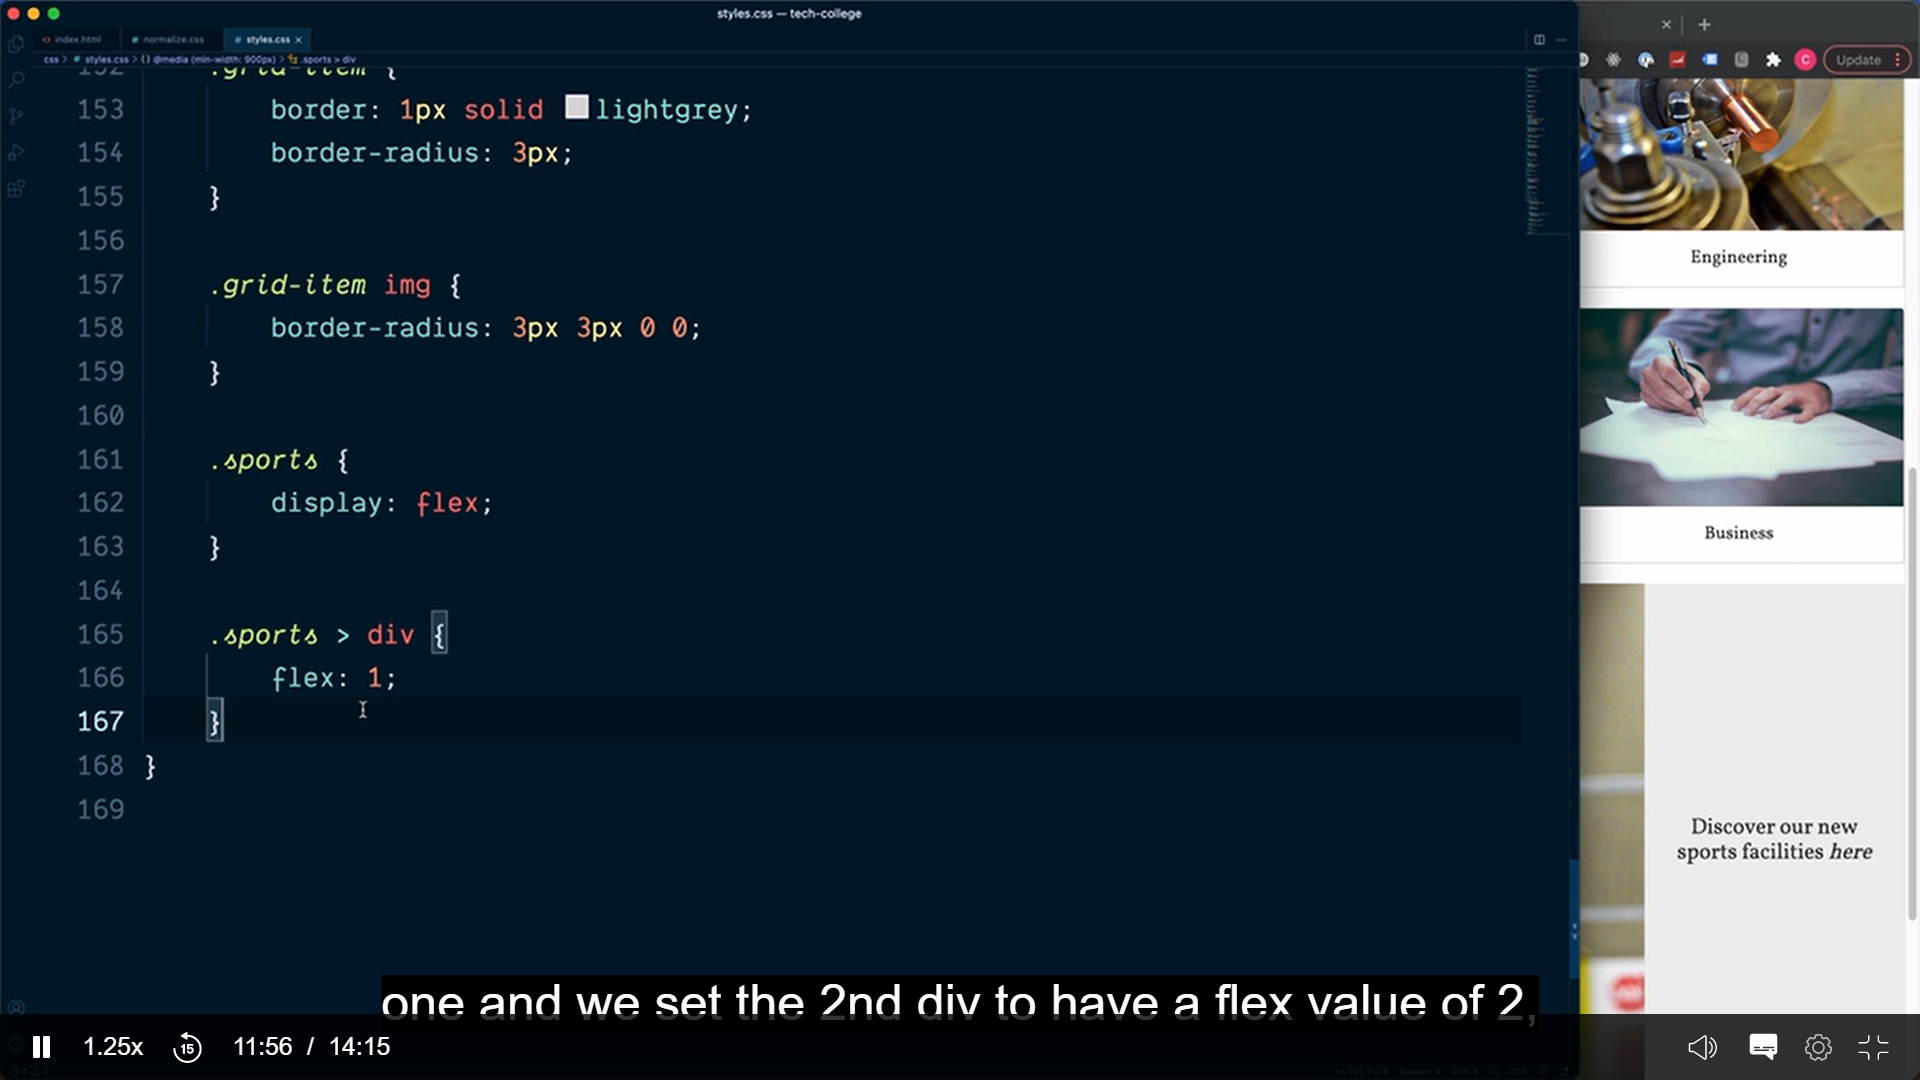 styles.css — tech-college
index.html
normalize.css
styles.css
Update
css > styles.css > {} @media (min-width: 900px) > .sports > div
152 .grid-item {
153 border: 1px solid lightgrey;
154 border-radius: 3px;
155 }
156
157 .grid-item img {
158 border-radius: 3px 3px 0 0;
159 }
160
161 .sports {
162 display: flex;
163 }
164
165 .sports > div {
166 flex: 1;
167 }
168 }
169
Engineering
Business
Discover our new
sports facilities here
one and we set the 2nd div to have a flex value of 2,
1.25x 15 11:56 / 14:15